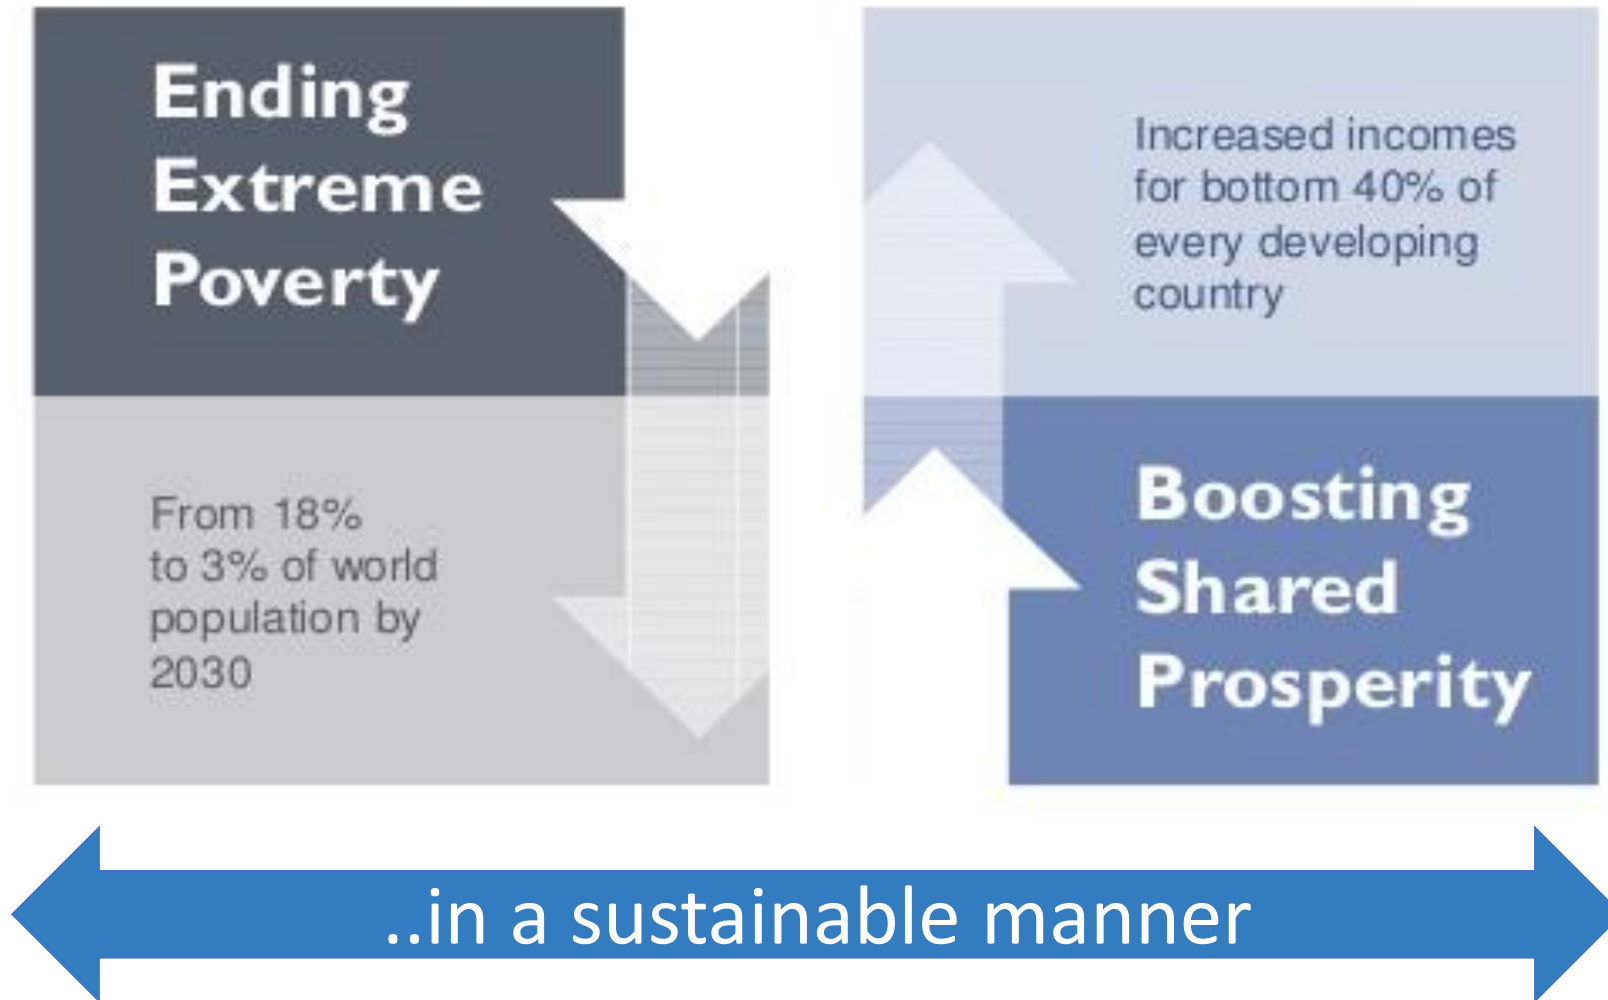 Ending
Extreme
Poverty
From 18%
to 3% of world
population by
2030
Increased incomes
for bottom 40% of
every developing
country
Boosting
Shared
Prosperity
..in a sustainable manner